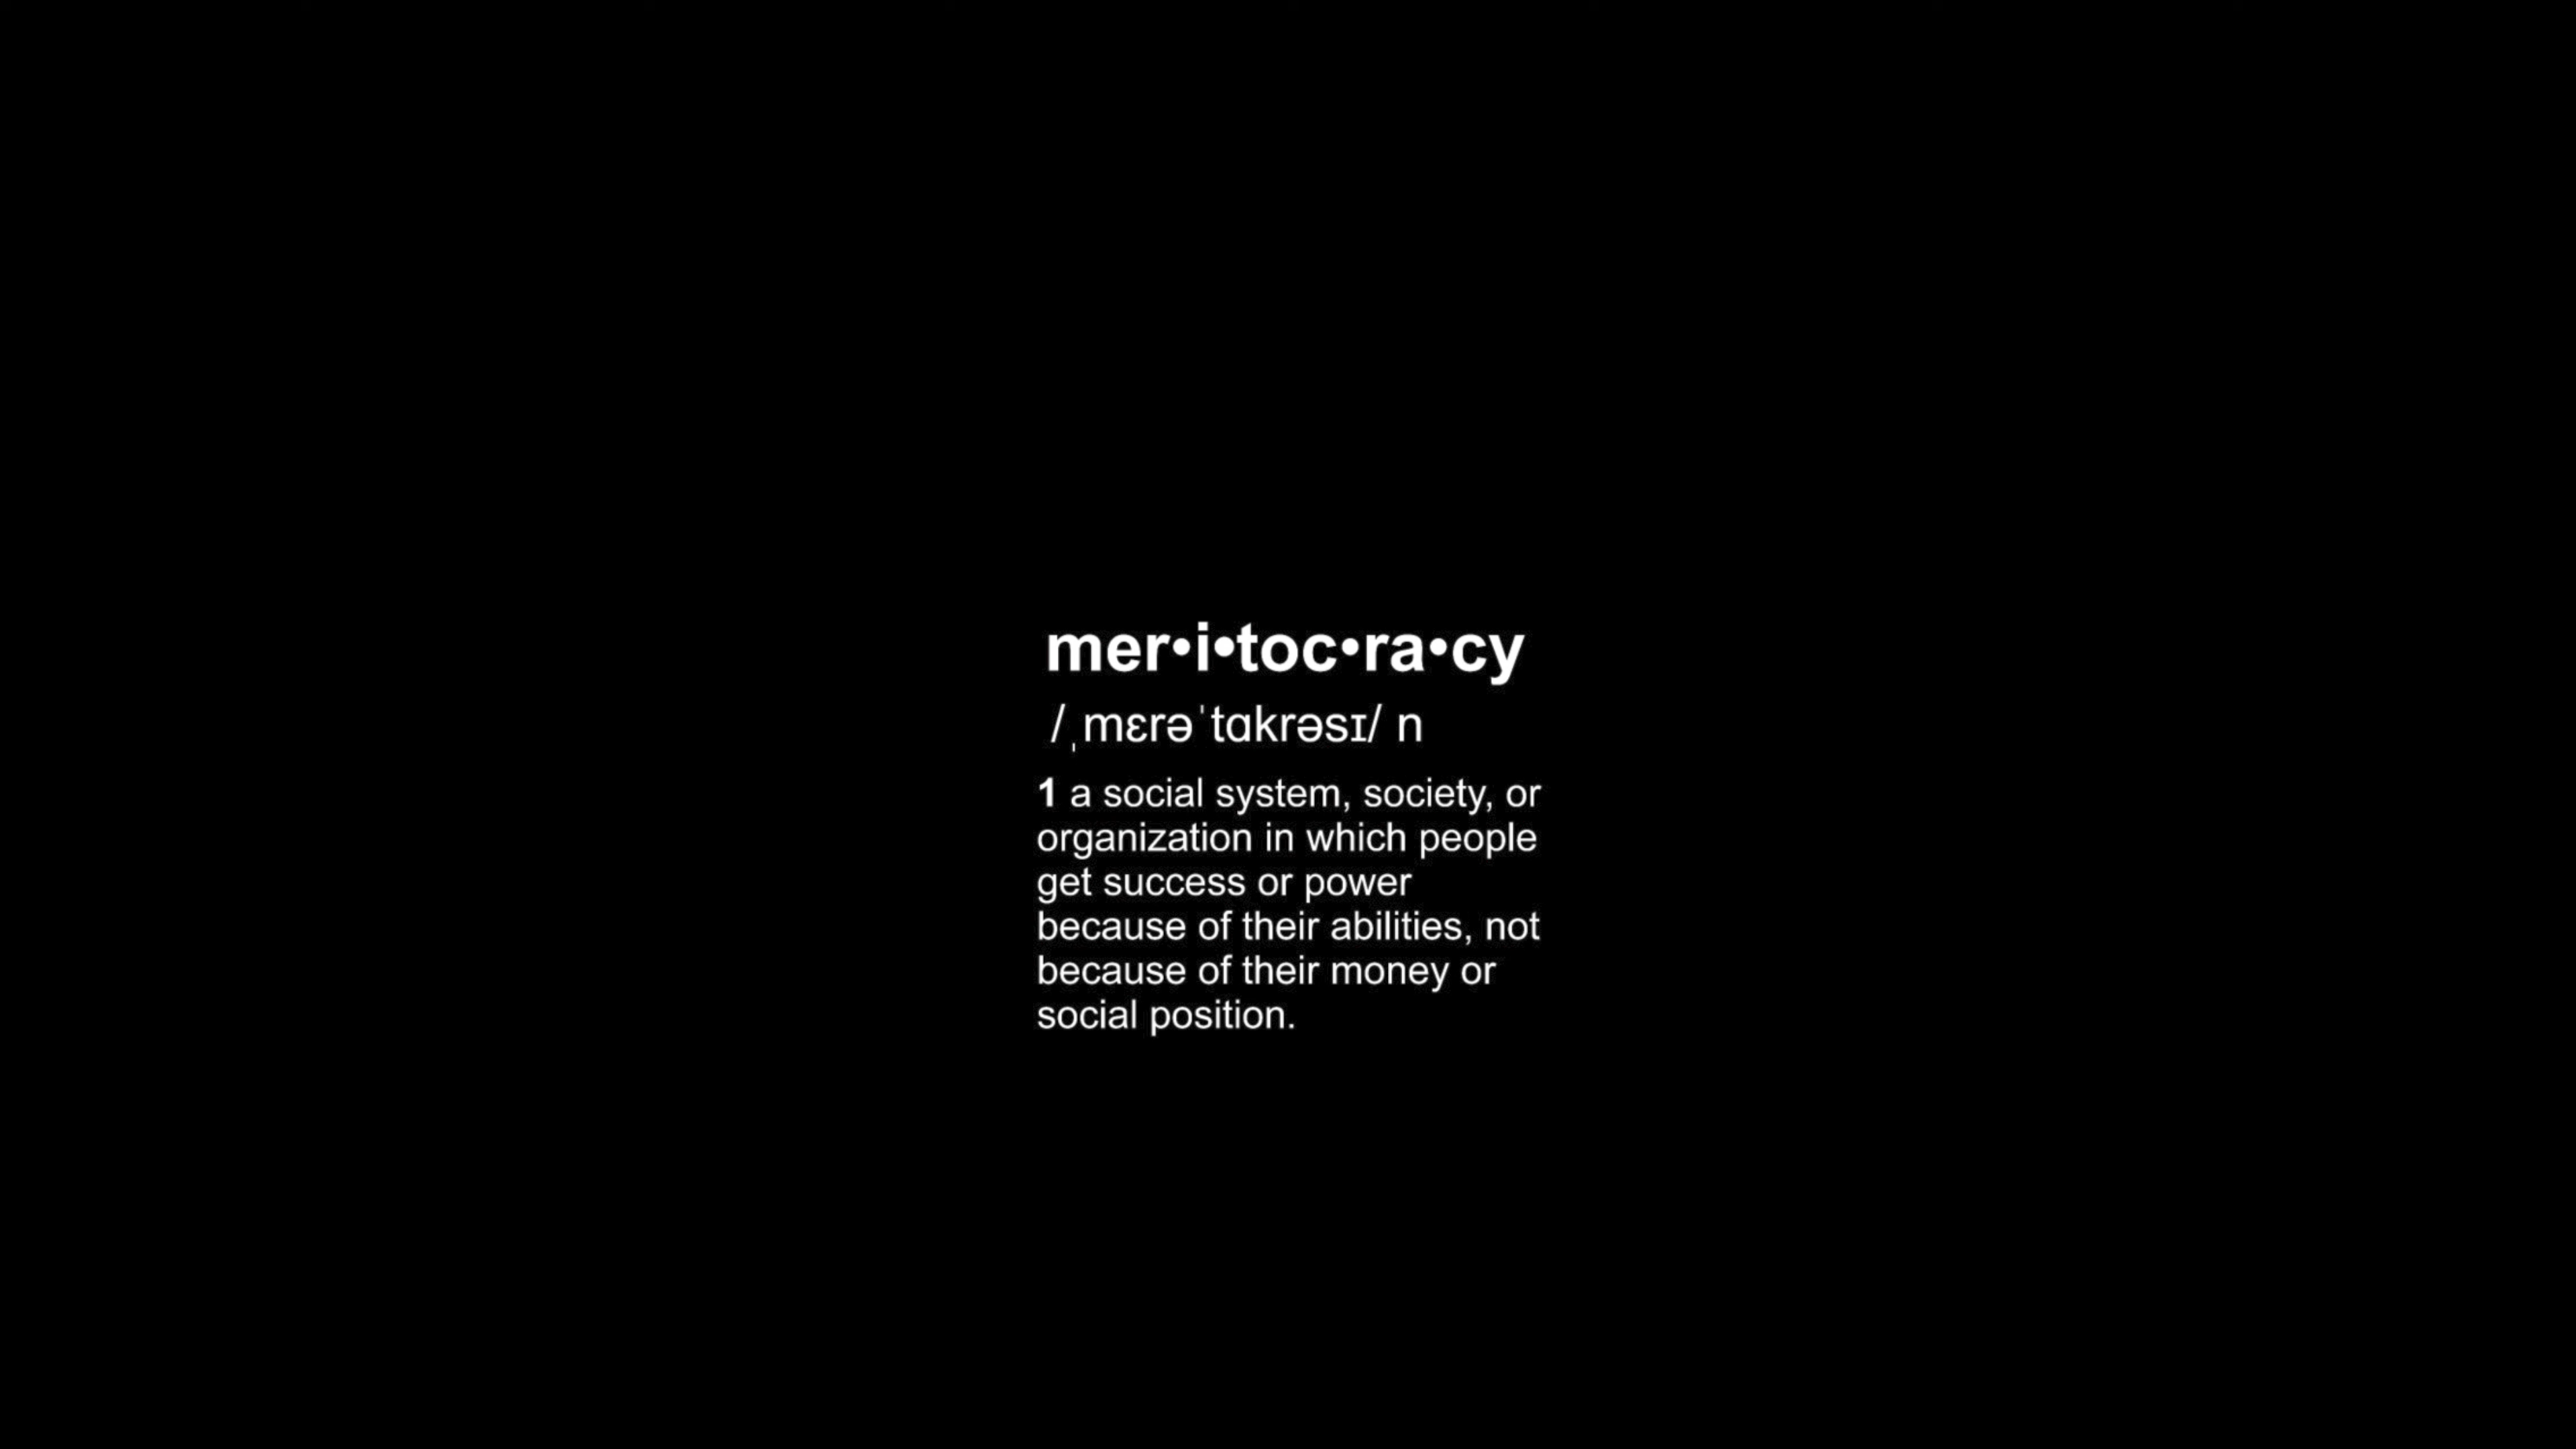 mer•i•toc•ra•cy
/ˌmɛrəˈtɑkrəsɪ/ n
1 a social system, society, or
organization in which people
get success or power
because of their abilities, not
because of their money or
social position.